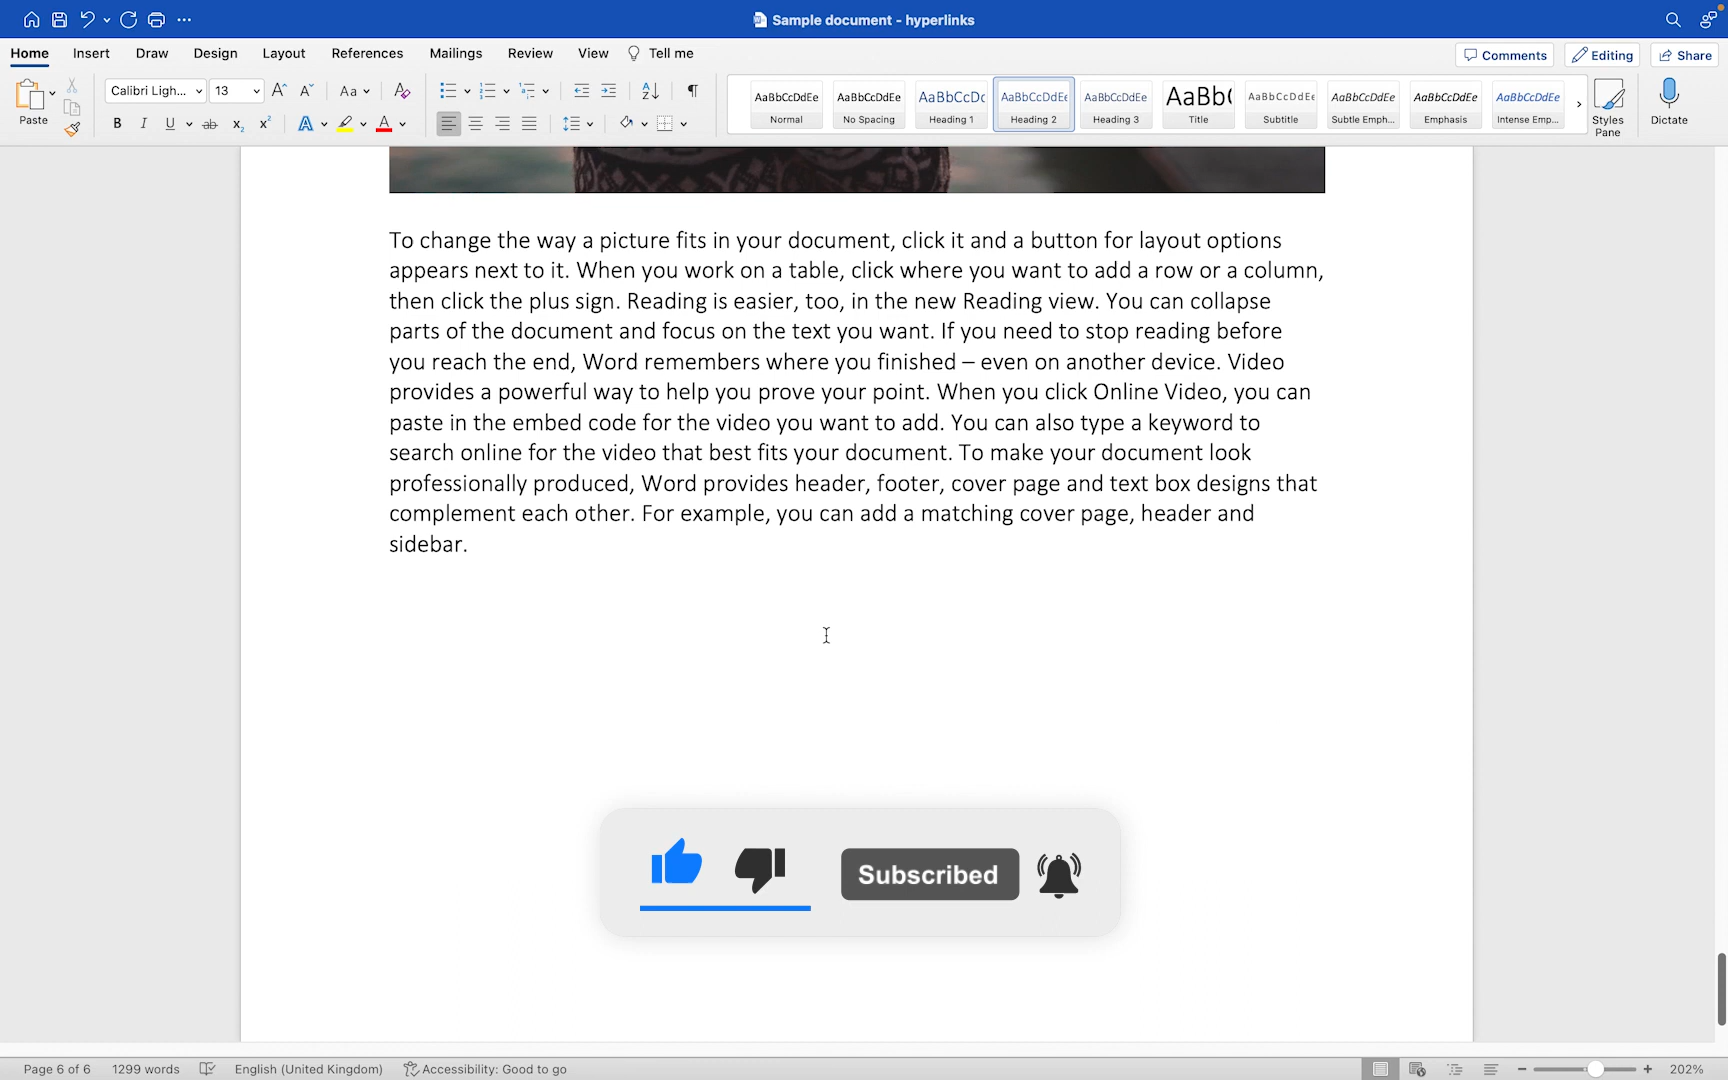 Sample document - hyperlinks
Home Insert Draw Design Layout References Mailings Review View Tell me
Comments Editing Share
Paste
Calibri Ligh... 13 Aa
B I U ab x2 x2 A A
AaBbCcDdEe AaBbCcDdEe AaBbCcDc AaBbCcDdEe AaBbCcDdEe AaBb( AaBbCcDdEe AaBbCcDdEe AaBbCcDdEe AaBbCcDdEe
Normal No Spacing Heading 1 Heading 2 Heading 3 Title Subtitle Subtle Emph... Emphasis Intense Emp...
Styles
Pane
Dictate
To change the way a picture fits in your document, click it and a button for layout options
appears next to it. When you work on a table, click where you want to add a row or a column,
then click the plus sign. Reading is easier, too, in the new Reading view. You can collapse
parts of the document and focus on the text you want. If you need to stop reading before
you reach the end, Word remembers where you finished – even on another device. Video
provides a powerful way to help you prove your point. When you click Online Video, you can
paste in the embed code for the video you want to add. You can also type a keyword to
search online for the video that best fits your document. To make your document look
professionally produced, Word provides header, footer, cover page and text box designs that
complement each other. For example, you can add a matching cover page, header and
sidebar.
Subscribed
Page 6 of 6 1299 words English (United Kingdom) Accessibility: Good to go 202%